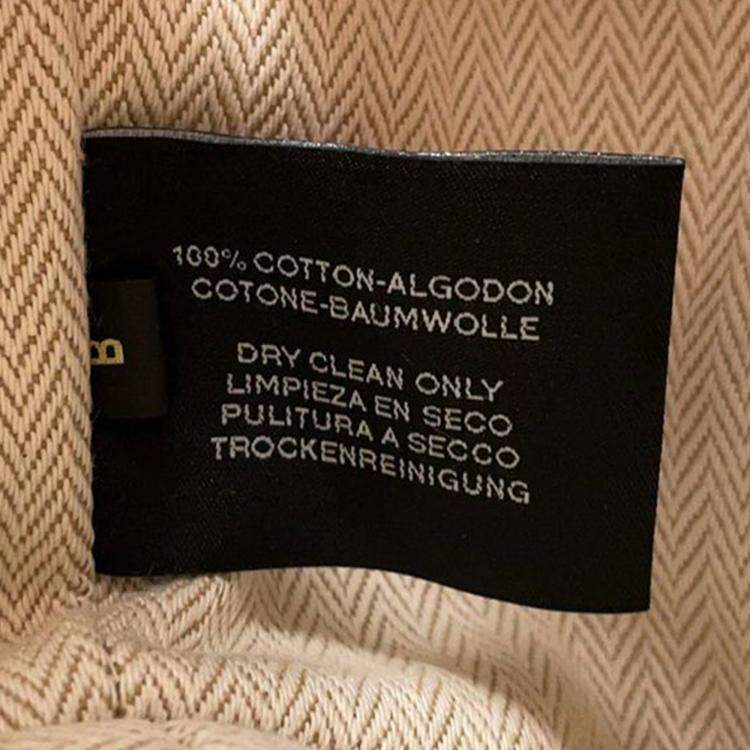 100% COTTON-ALGODON
COTONE-BAUMWOLLE
DRY CLEAN ONLY
LIMPIEZA EN SECO
PULITURA A SECCO
TROCKENREINIGUNG
B